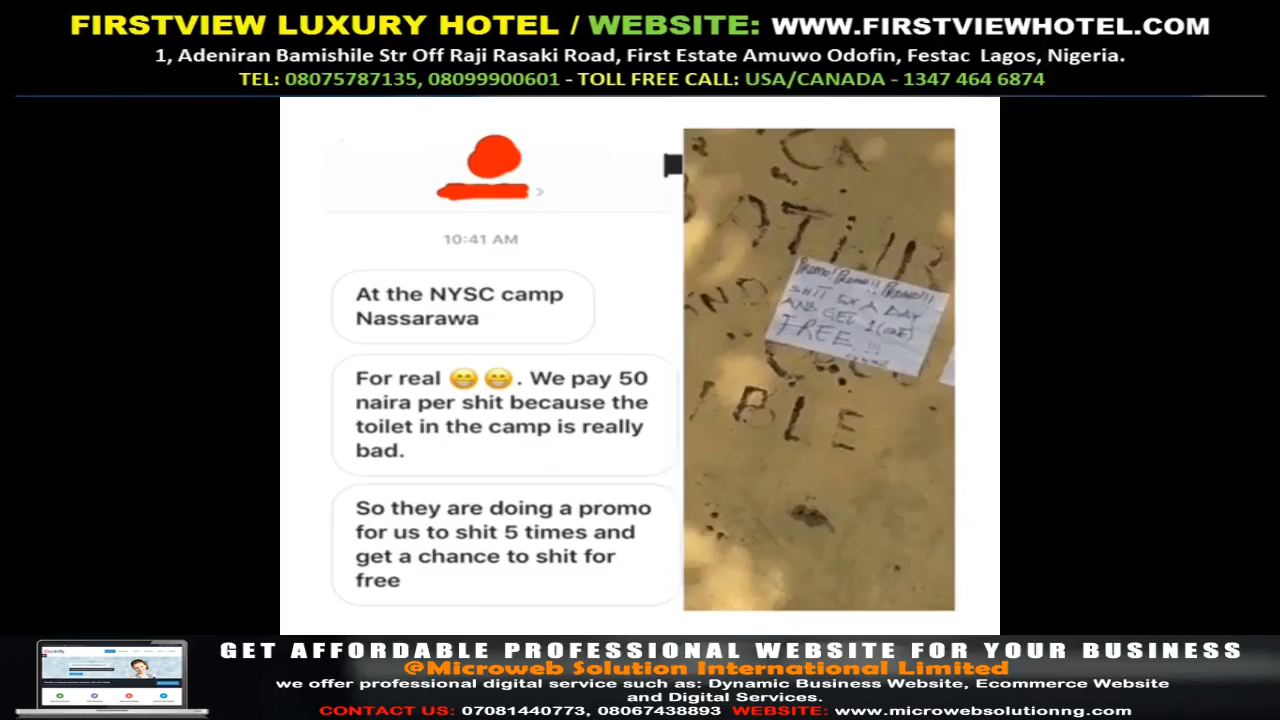 FIRSTVIEW LUXURY HOTEL / WEBSITE: WWW.FIRSTVIEWHOTEL.COM
1, Adeniran Bamishile Str Off Raji Rasaki Road, First Estate Amuwo Odofin, Festac Lagos, Nigeria.
TEL: 08075787135, 08099900601 - TOLL FREE CALL: USA/CANADA - 1347 464 6874
10:41 AM
At the NYSC camp
Nassarawa
For real 😁 😁 . We pay 50
naira per shit because the
toilet in the camp is really
bad.
So they are doing a promo
for us to shit 5 times and
get a chance to shit for
free
CA
PROMO! PROMO!! PROMO!!!
SHIT 5X A DAY
AND GET 1(one)
FREE !!!
IBLE
GET AFFORDABLE PROFESSIONAL WEBSITE FOR YOUR BUSINESS
@Microweb Solution International Limited
we offer professional digital service such as: Dynamic Business Website, Ecommerce Website
and Digital Services.
CONTACT US: 07081440773, 08067438893 WEBSITE: www.microwebsolutionng.com